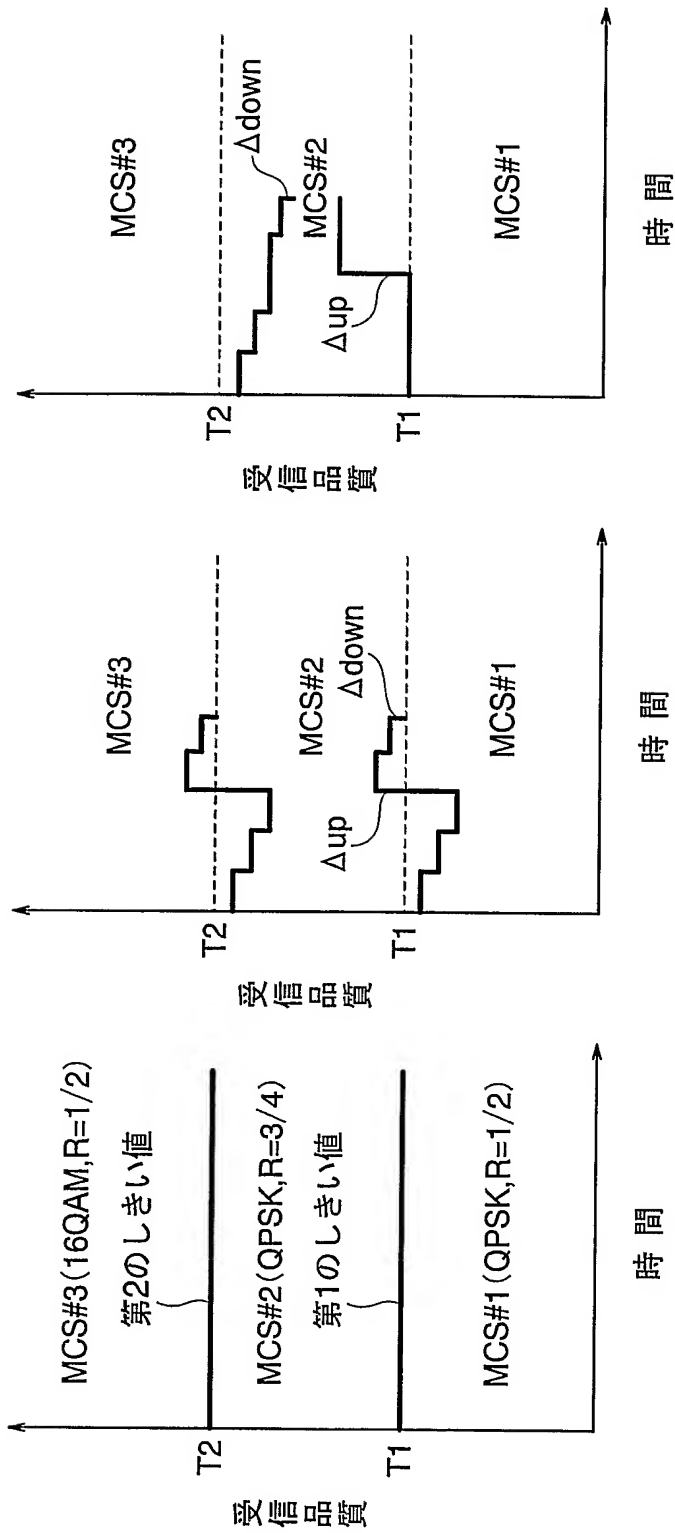 受信品質
T2
T1
MCS#3(16QAM,R=1/2)
第2のしきい値
MCS#2(QPSK,R=3/4)
第1のしきい値
MCS#1(QPSK,R=1/2)
時間
受信品質
T2
T1
MCS#3
MCS#2
Δup
Δdown
MCS#1
時間
受信品質
T2
T1
MCS#3
Δdown
MCS#2
Δup
MCS#1
時間